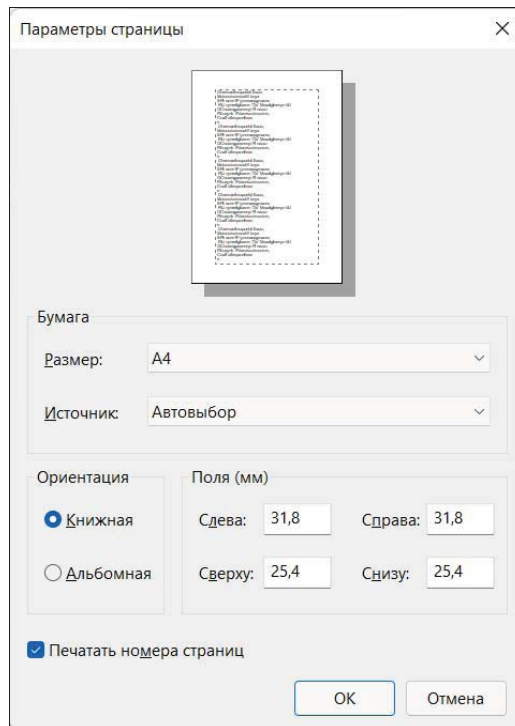 Параметры страницы
Бумага
Размер:
A4
Источник:
Автовыбор
Ориентация
Книжная
Альбомная
Поля (мм)
Слева: 31,8 Справа: 31,8
Сверху: 25,4 Снизу: 25,4
Печатать номера страниц
ОК Отмена